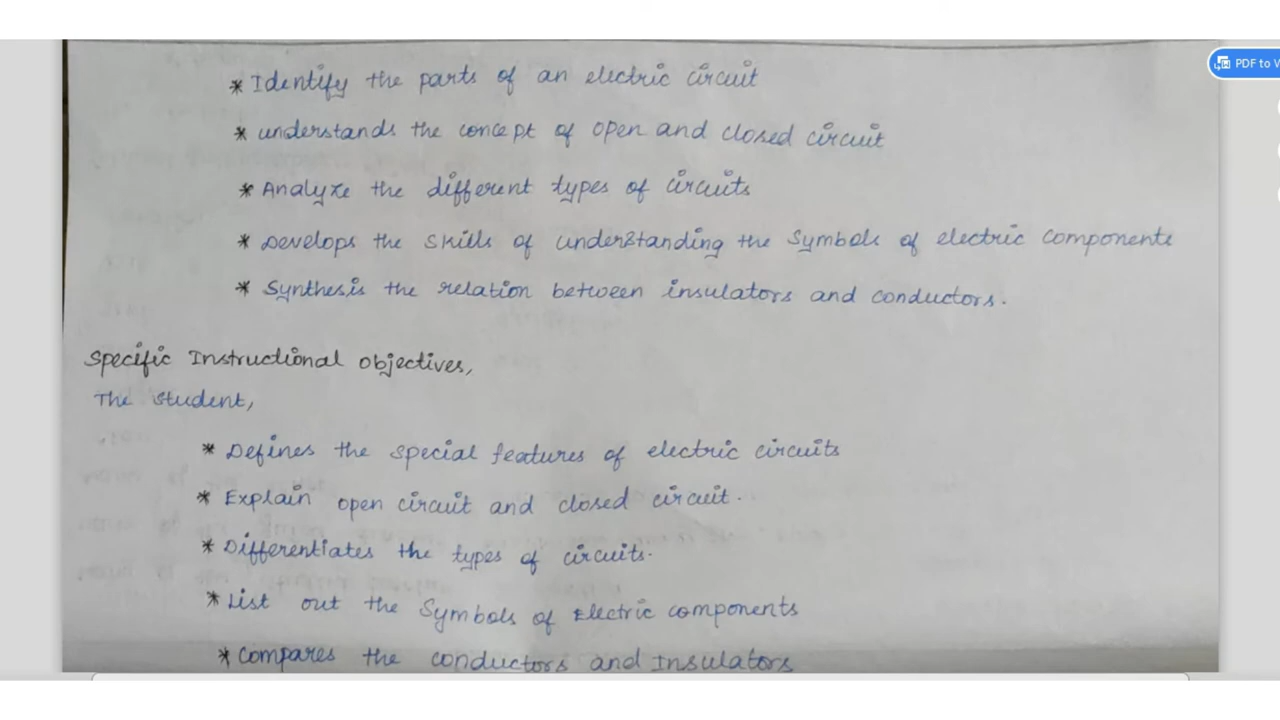 * Identify the parts of an electric circuit
* understands the concept of open and closed circuit
* Analyze the different types of circuits
* Develops the skills of understanding the symbols of electric components
* Synthesis the relation between insulators and conductors.
Specific Instructional Objectives,
The student,
* Defines the special features of electric circuits
* Explain open circuit and closed circuit.
* Differentiates the types of circuits.
* List out the Symbols of Electric components
* Compares the conductors and Insulators
PDF to